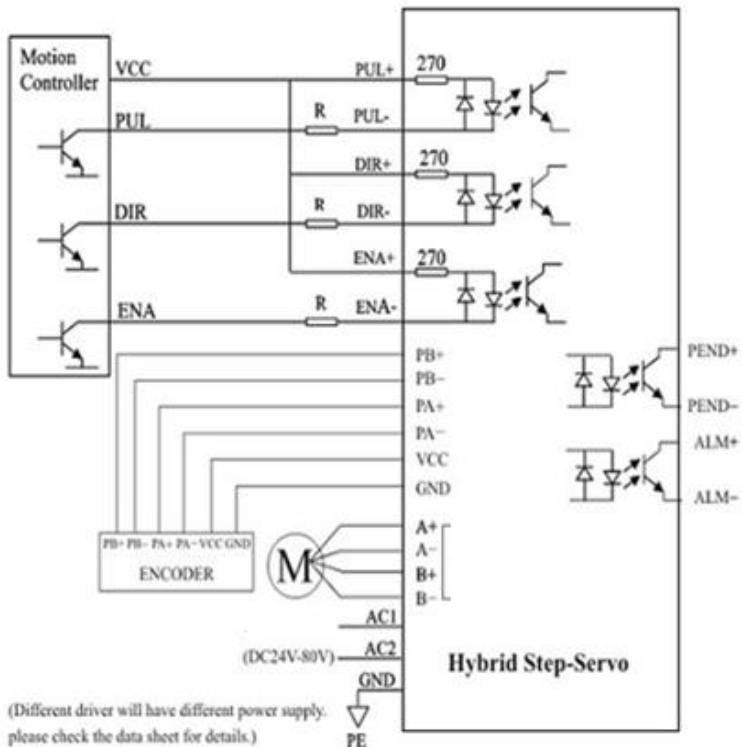 Motion
Controller
VCC
PUL+
270
PUL
R
PUL-
DIR+
270
DIR
R
DIR-
ENA+
270
ENA
R
ENA-
PB+
PB−
PA+
PA−
VCC
GND
PEND+
PEND−
ALM+
ALM−
PB+ PB− PA+ PA− VCC GND
ENCODER
M
A+
A−
B+
B−
AC1
AC2
(DC24V-80V)
GND
PE
Hybrid Step-Servo
(Different driver will have different power supply.
please check the data sheet for details.)